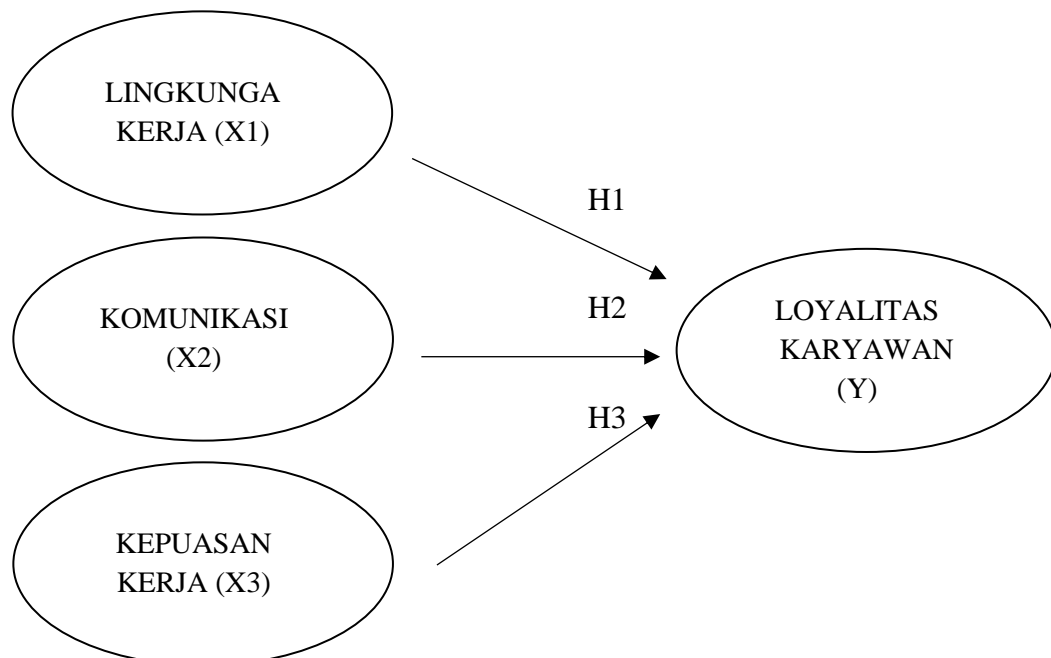 LINGKUNGA
KERJA (X1)
H1
KOMUNIKASI
(X2)
H2
LOYALITAS
KARYAWAN
(Y)
H3
KEPUASAN
KERJA (X3)